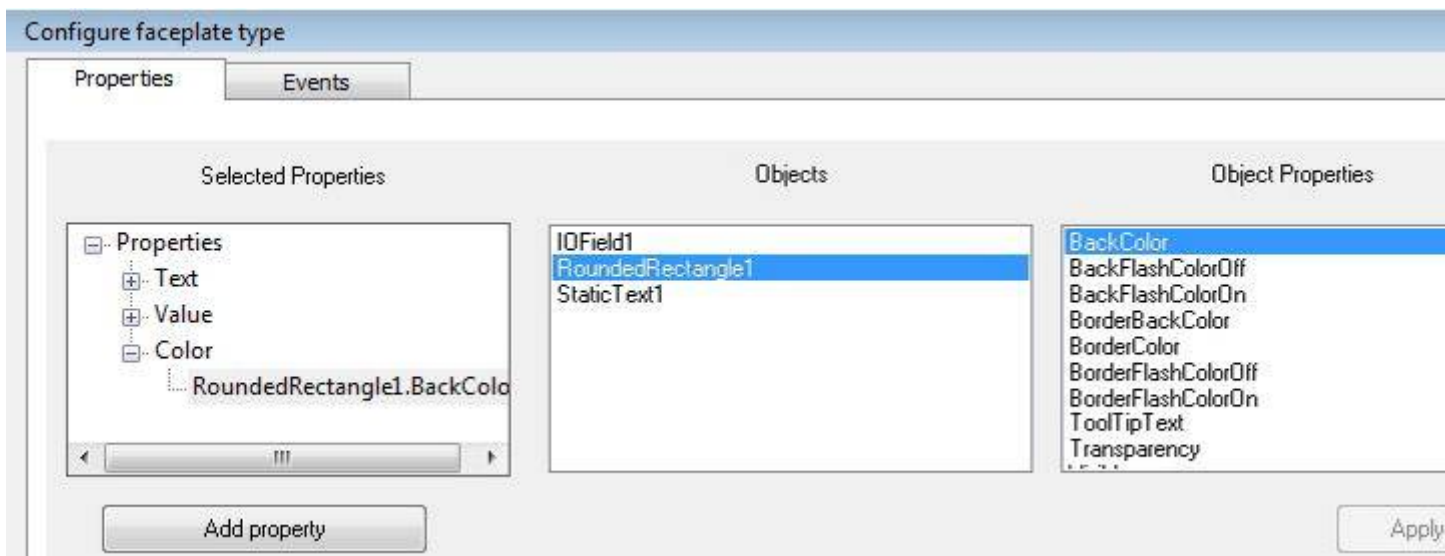 Configure faceplate type
Properties
Events
Selected Properties
Objects
Object Properties
Properties
Text
Value
Color
RoundedRectangle1.BackColo
IOField1
RoundedRectangle1
StaticText1
BackColor
BackFlashColorOff
BackFlashColorOn
BorderBackColor
BorderColor
BorderFlashColorOff
BorderFlashColorOn
ToolTipText
Transparency
Add property
Apply